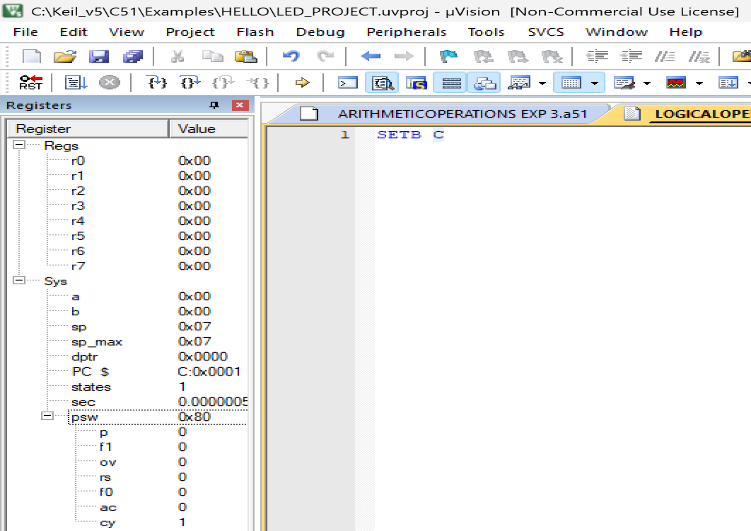 C:\Keil_v5\C51\Examples\HELLO\LED_PROJECT.uvproj - µVision [Non-Commercial Use License]
File Edit View Project Flash Debug Peripherals Tools SVCS Window Help
RST
Registers
ARITHMETICOPERATIONS EXP 3.a51 LOGICALOPE
Register Value
1 SETB C
Regs
r0 0x00
r1 0x00
r2 0x00
r3 0x00
r4 0x00
r5 0x00
r6 0x00
r7 0x00
Sys
a 0x00
b 0x00
sp 0x07
sp_max 0x07
dptr 0x0000
PC $ C:0x0001
states 1
sec 0.0000005
psw 0x80
p 0
f1 0
ov 0
rs 0
f0 0
ac 0
cy 1